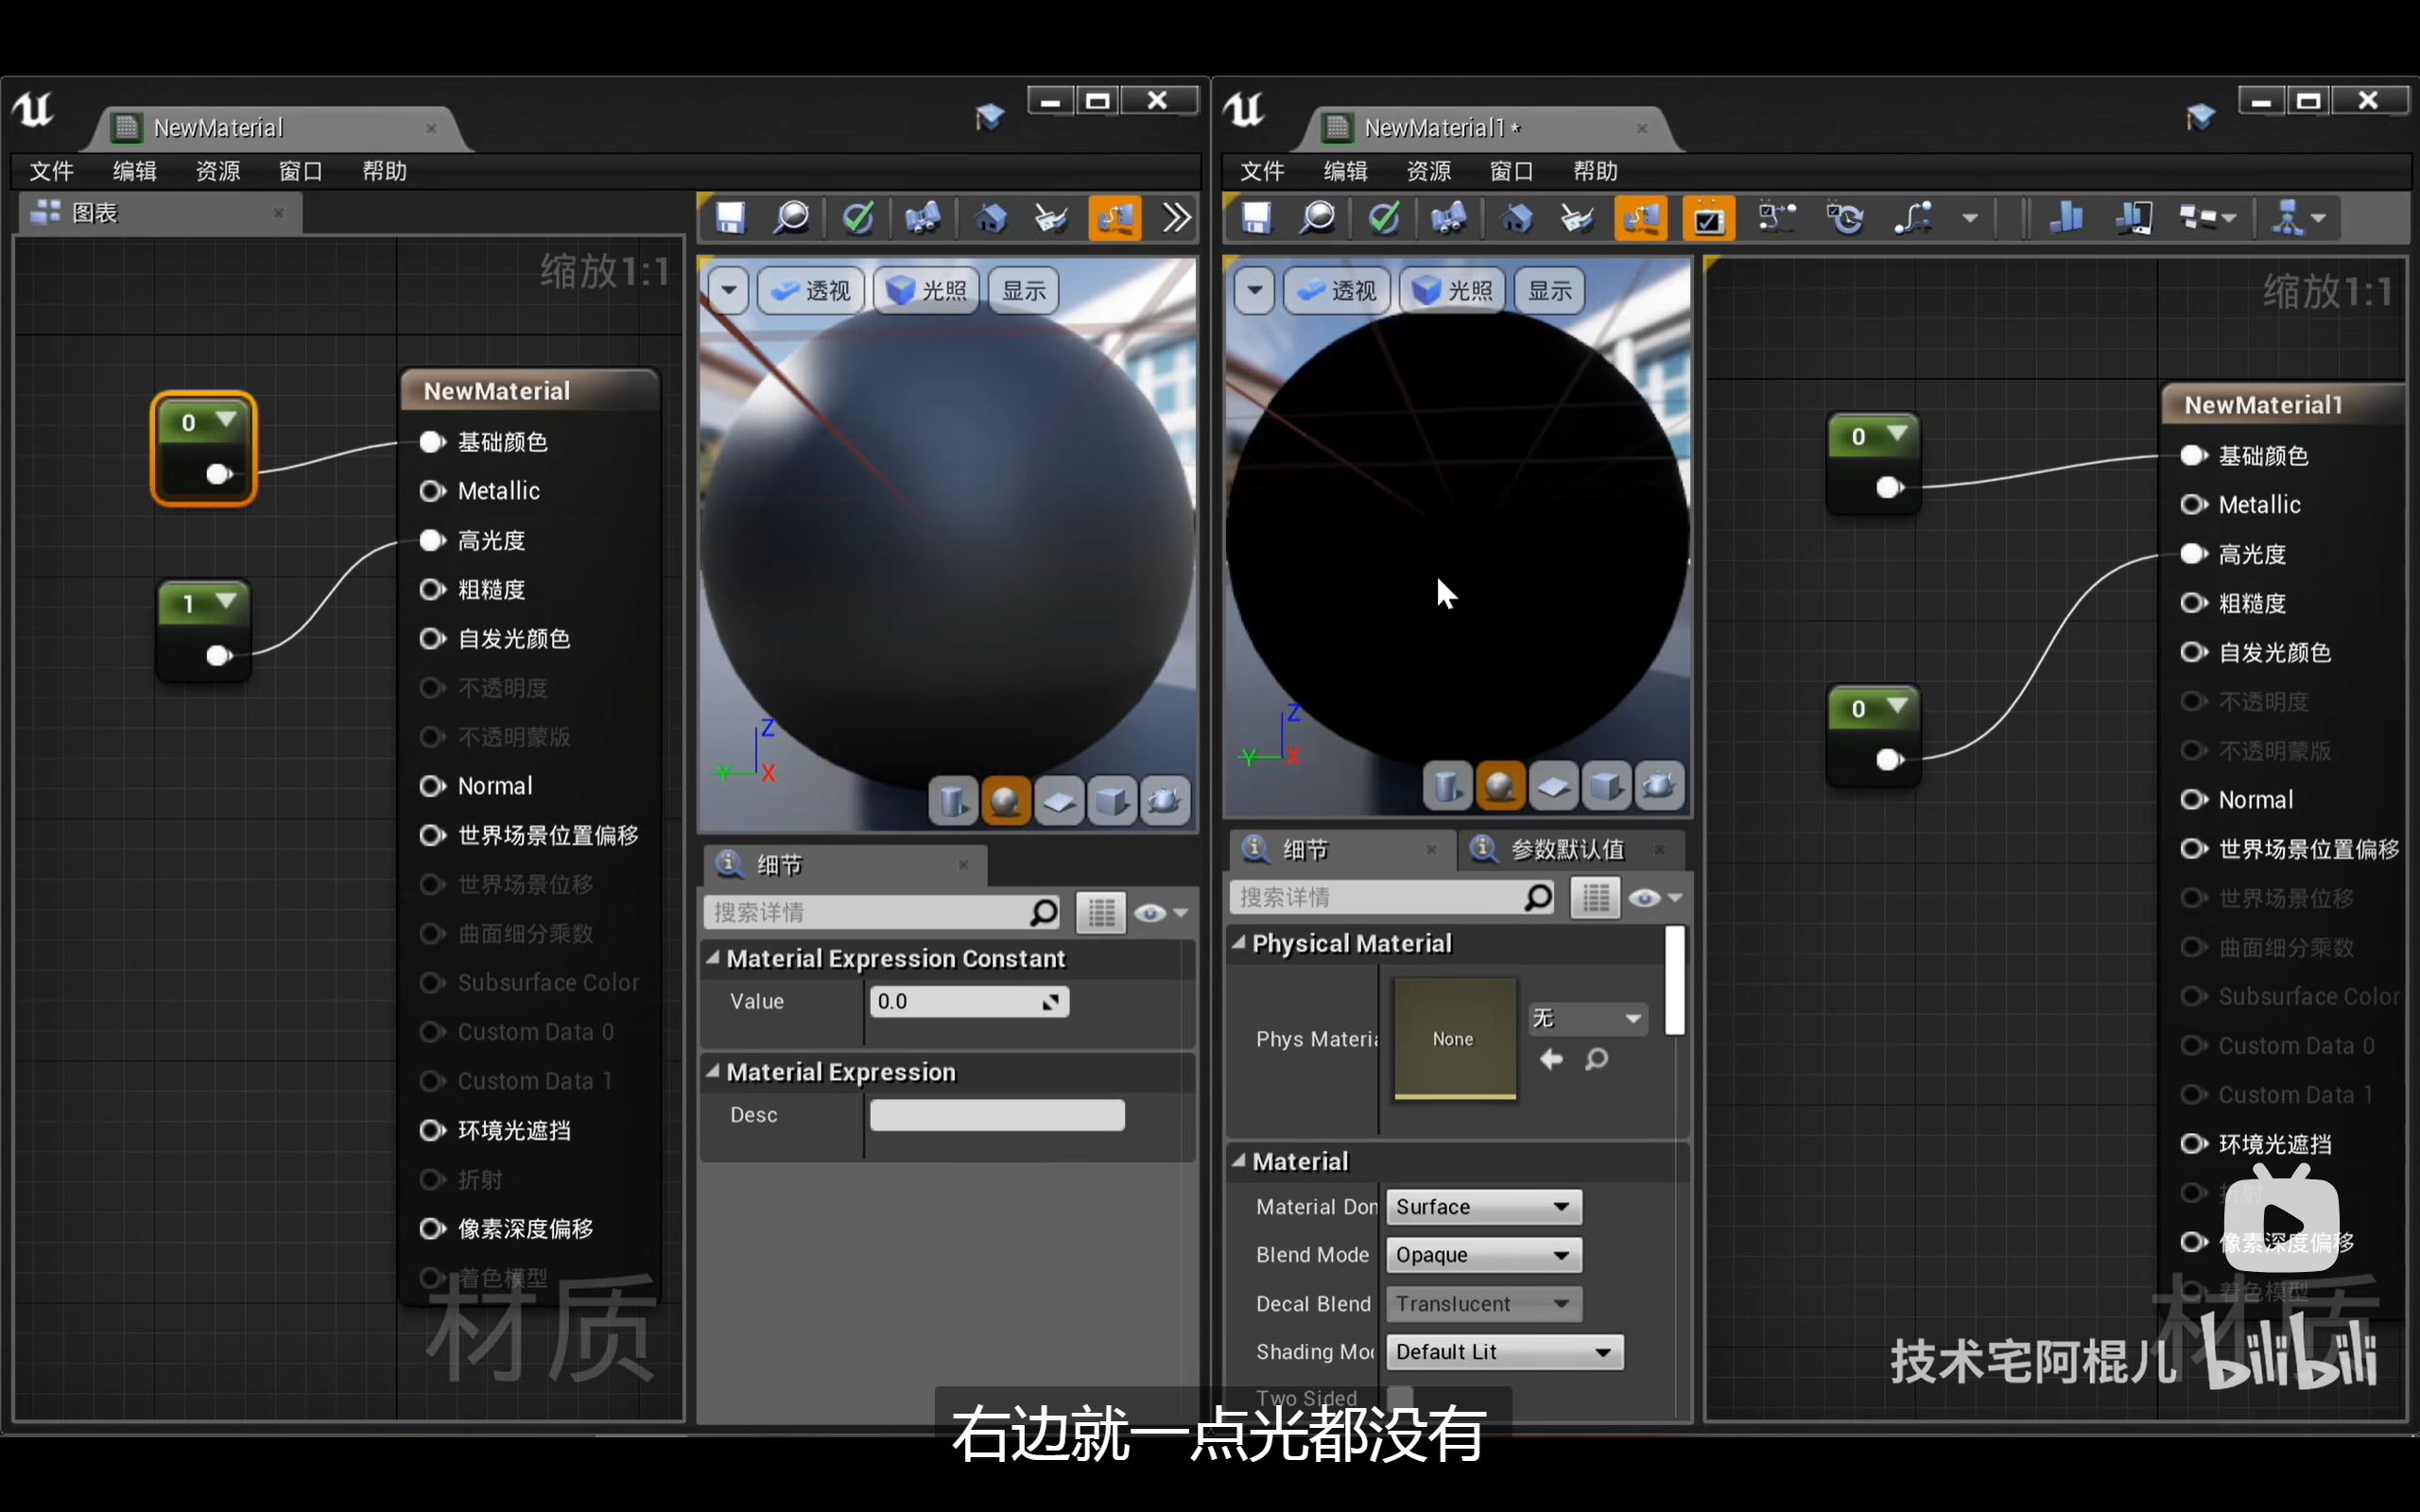 NewMaterial
文件 编辑 资源 窗口 帮助
图表
缩放1:1
0
1
NewMaterial
基础颜色
Metallic
高光度
粗糙度
自发光颜色
不透明度
不透明蒙版
Normal
世界场景位置偏移
世界场景位移
曲面细分乘数
Subsurface Color
Custom Data 0
Custom Data 1
环境光遮挡
折射
像素深度偏移
着色模型
材质
透视 光照 显示
Z
Y
X
细节
搜索详情
Material Expression Constant
Value 0.0
Material Expression
Desc
NewMaterial1*
文件 编辑 资源 窗口 帮助
透视 光照 显示
Z
Y
X
细节 参数默认值
搜索详情
Physical Material
Phys Materi
None
无
Material
Material Don Surface
Blend Mode Opaque
Decal Blend Translucent
Shading Mo Default Lit
Two Sided
缩放1:1
0
0
NewMaterial1
基础颜色
Metallic
高光度
粗糙度
自发光颜色
不透明度
不透明蒙版
Normal
世界场景位置偏移
世界场景位移
曲面细分乘数
Subsurface Color
Custom Data 0
Custom Data 1
环境光遮挡
像素深度偏移
着色模型
材质
技术宅阿棍儿 bilibili
右边就一点光都没有